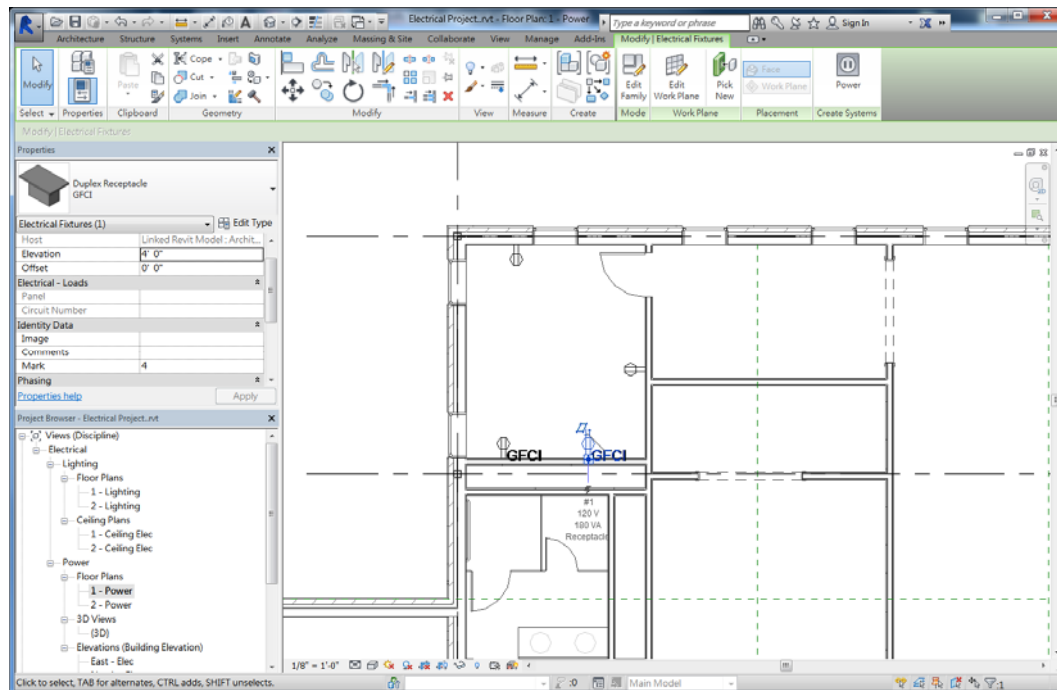 Electrical Project..rvt - Floor Plan: 1 - Power
Type a keyword or phrase
Sign In
Architecture Structure Systems Insert Annotate Analyze Massing & Site Collaborate View Manage Add-Ins Modify | Electrical Fixtures
Modify
Paste
Cope
Cut
Join
Edit Family
Edit Work Plane
Pick New
Face
Work Plane
Power
Select Properties Clipboard Geometry Modify View Measure Create Mode Work Plane Placement Create Systems
Modify | Electrical Fixtures
Properties
Duplex Receptacle
GFCI
Electrical Fixtures (1) Edit Type
Host Linked Revit Model : Archit...
Elevation 4' 0"
Offset 0' 0"
Electrical - Loads
Panel
Circuit Number
Identity Data
Image
Comments
Mark 4
Phasing
Properties help Apply
Project Browser - Electrical Project..rvt
Views (Discipline)
Electrical
Lighting
Floor Plans
1 - Lighting
2 - Lighting
Ceiling Plans
1 - Ceiling Elec
2 - Ceiling Elec
Power
Floor Plans
1 - Power
2 - Power
3D Views
(3D)
Elevations (Building Elevation)
East - Elec
GFCI GFCI
#1
120 V
180 VA
Receptacle
1/8" = 1'-0"
Click to select, TAB for alternates, CTRL adds, SHIFT unselects.
:0
Main Model
:1